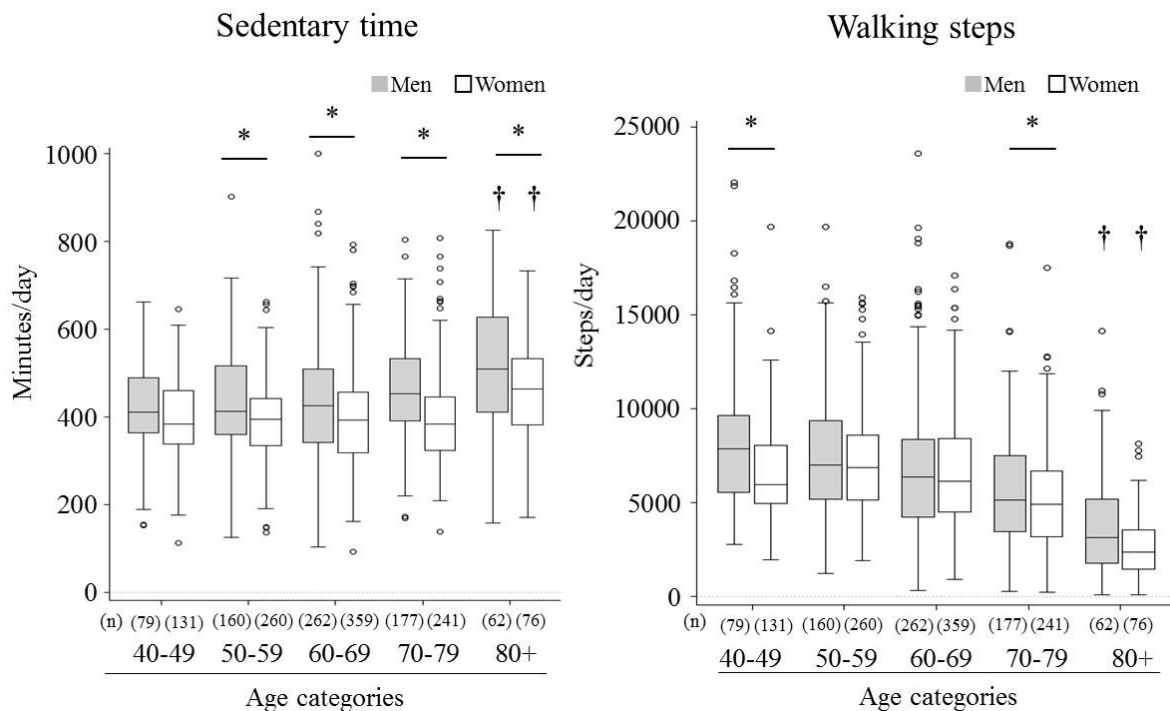 Sedentary time
Men Women
* * * *
† †
Minutes/day
1000
800
600
400
200
0
(n) (79) (131) (160) (260) (262) (359) (177) (241) (62) (76)
40-49 50-59 60-69 70-79 80+
Age categories
Walking steps
Men Women
* *
† †
Steps/day
25000
20000
15000
10000
5000
0
(n) (79) (131) (160) (260) (262) (359) (177) (241) (62) (76)
40-49 50-59 60-69 70-79 80+
Age categories